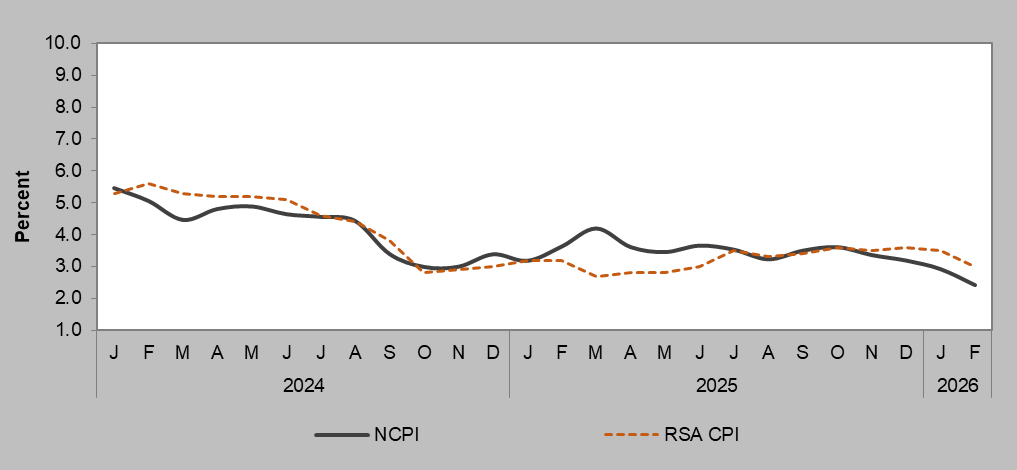 Percent
10.0
9.0
8.0
7.0
6.0
5.0
4.0
3.0
2.0
1.0
J F M A M J J A S O N D J F M A M J J A S O N D J F
2024 2025 2026
NCPI RSA CPI